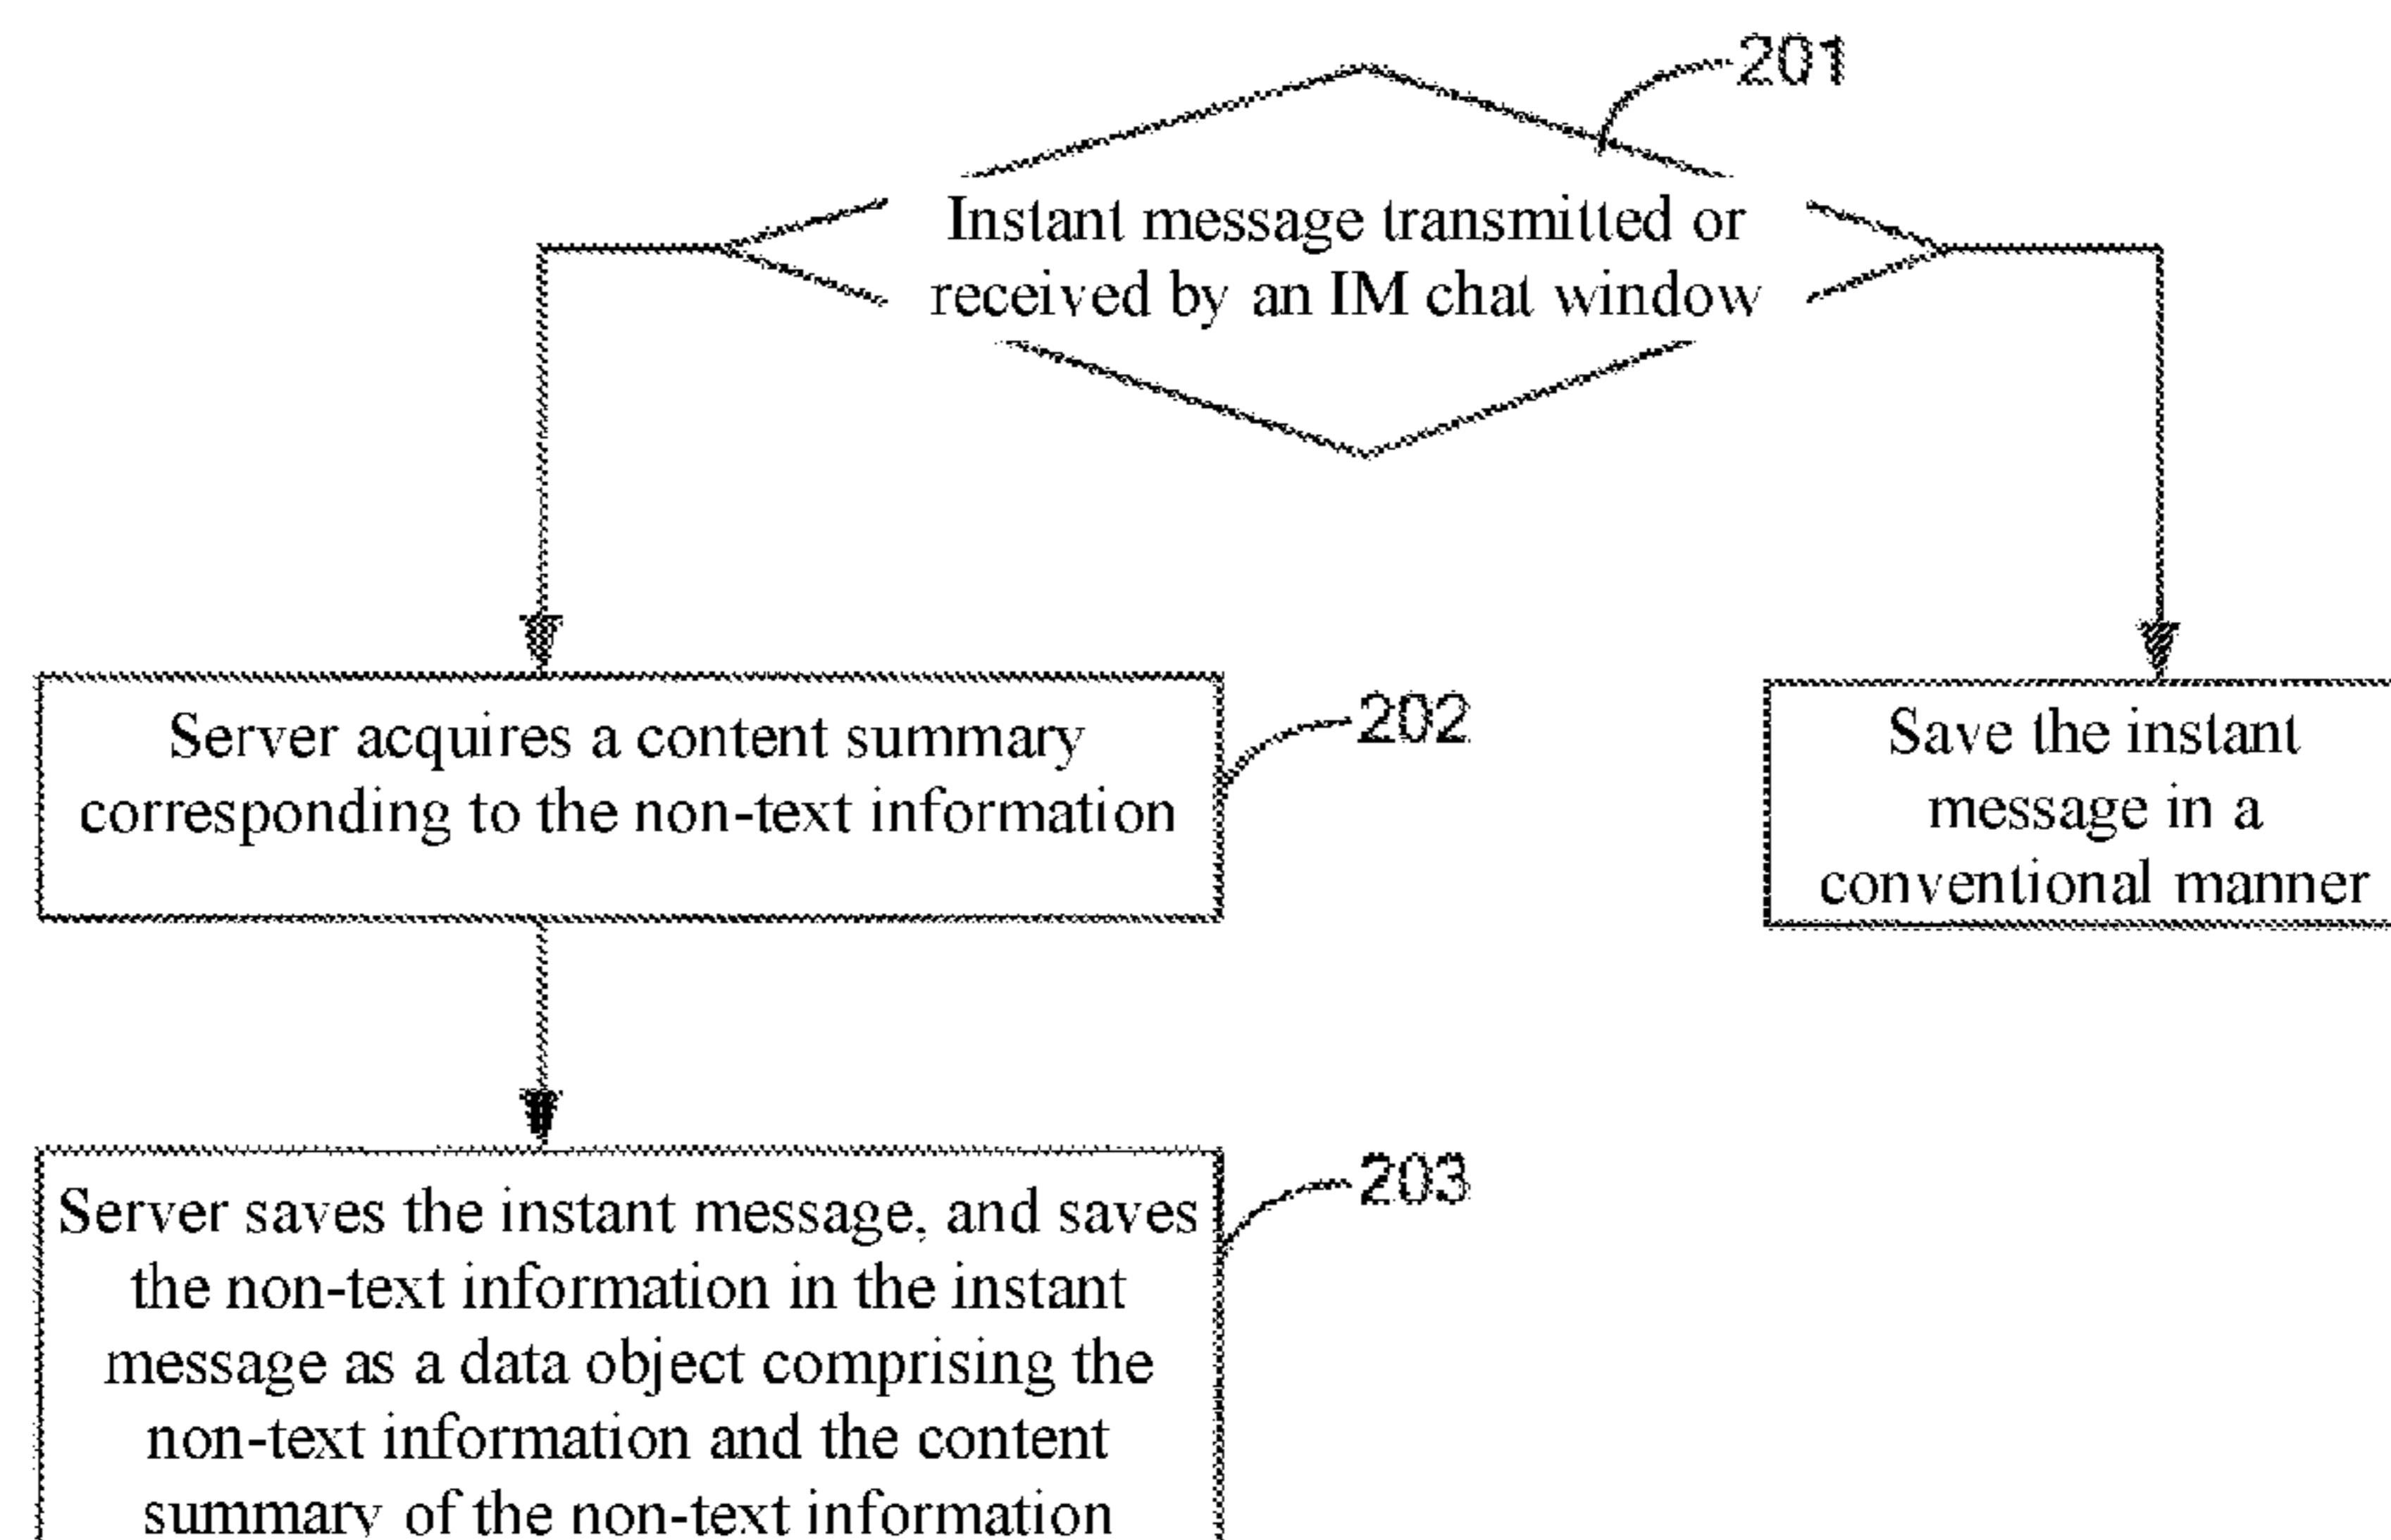 201
Instant message transmitted or
received by an IM chat window
Server acquires a content summary
corresponding to the non-text information
202
Save the instant
message in a
conventional manner
Server saves the instant message, and saves
the non-text information in the instant
message as a data object comprising the
non-text information and the content
summary of the non-text information
203